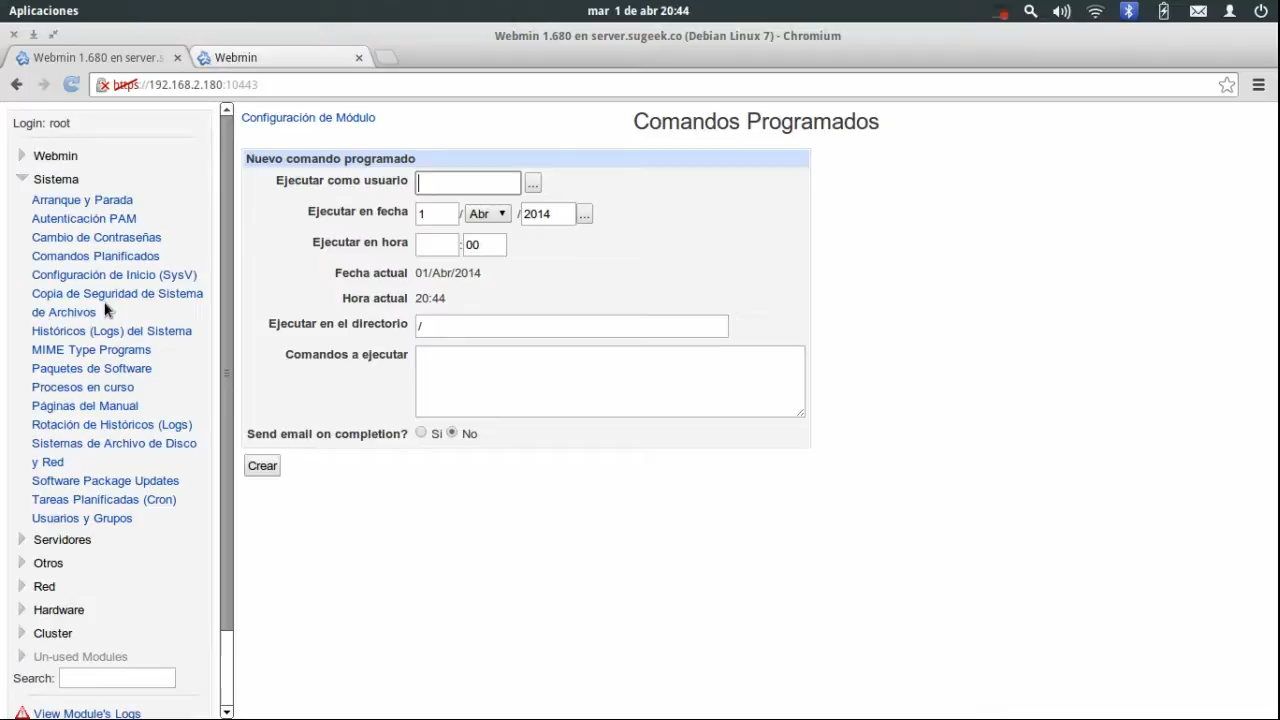 Aplicaciones
mar 1 de abr 20:44
Webmin 1.680 en server.sugeek.co (Debian Linux 7) - Chromium
Webmin 1.680 en server.s
Webmin
https://192.168.2.180:10443
Login: root
Webmin
Sistema
Arranque y Parada
Autenticación PAM
Cambio de Contraseñas
Comandos Planificados
Configuración de Inicio (SysV)
Copia de Seguridad de Sistema
de Archivos
Históricos (Logs) del Sistema
MIME Type Programs
Paquetes de Software
Procesos en curso
Páginas del Manual
Rotación de Históricos (Logs)
Sistemas de Archivo de Disco
y Red
Software Package Updates
Tareas Planificadas (Cron)
Usuarios y Grupos
Servidores
Otros
Red
Hardware
Cluster
Un-used Modules
Search:
View Module's Logs
Configuración de Módulo
Comandos Programados
Nuevo comando programado
Ejecutar como usuario ...
Ejecutar en fecha 1 / Abr / 2014 ...
Ejecutar en hora : 00
Fecha actual 01/Abr/2014
Hora actual 20:44
Ejecutar en el directorio /
Comandos a ejecutar
Send email on completion? Sí No
Crear